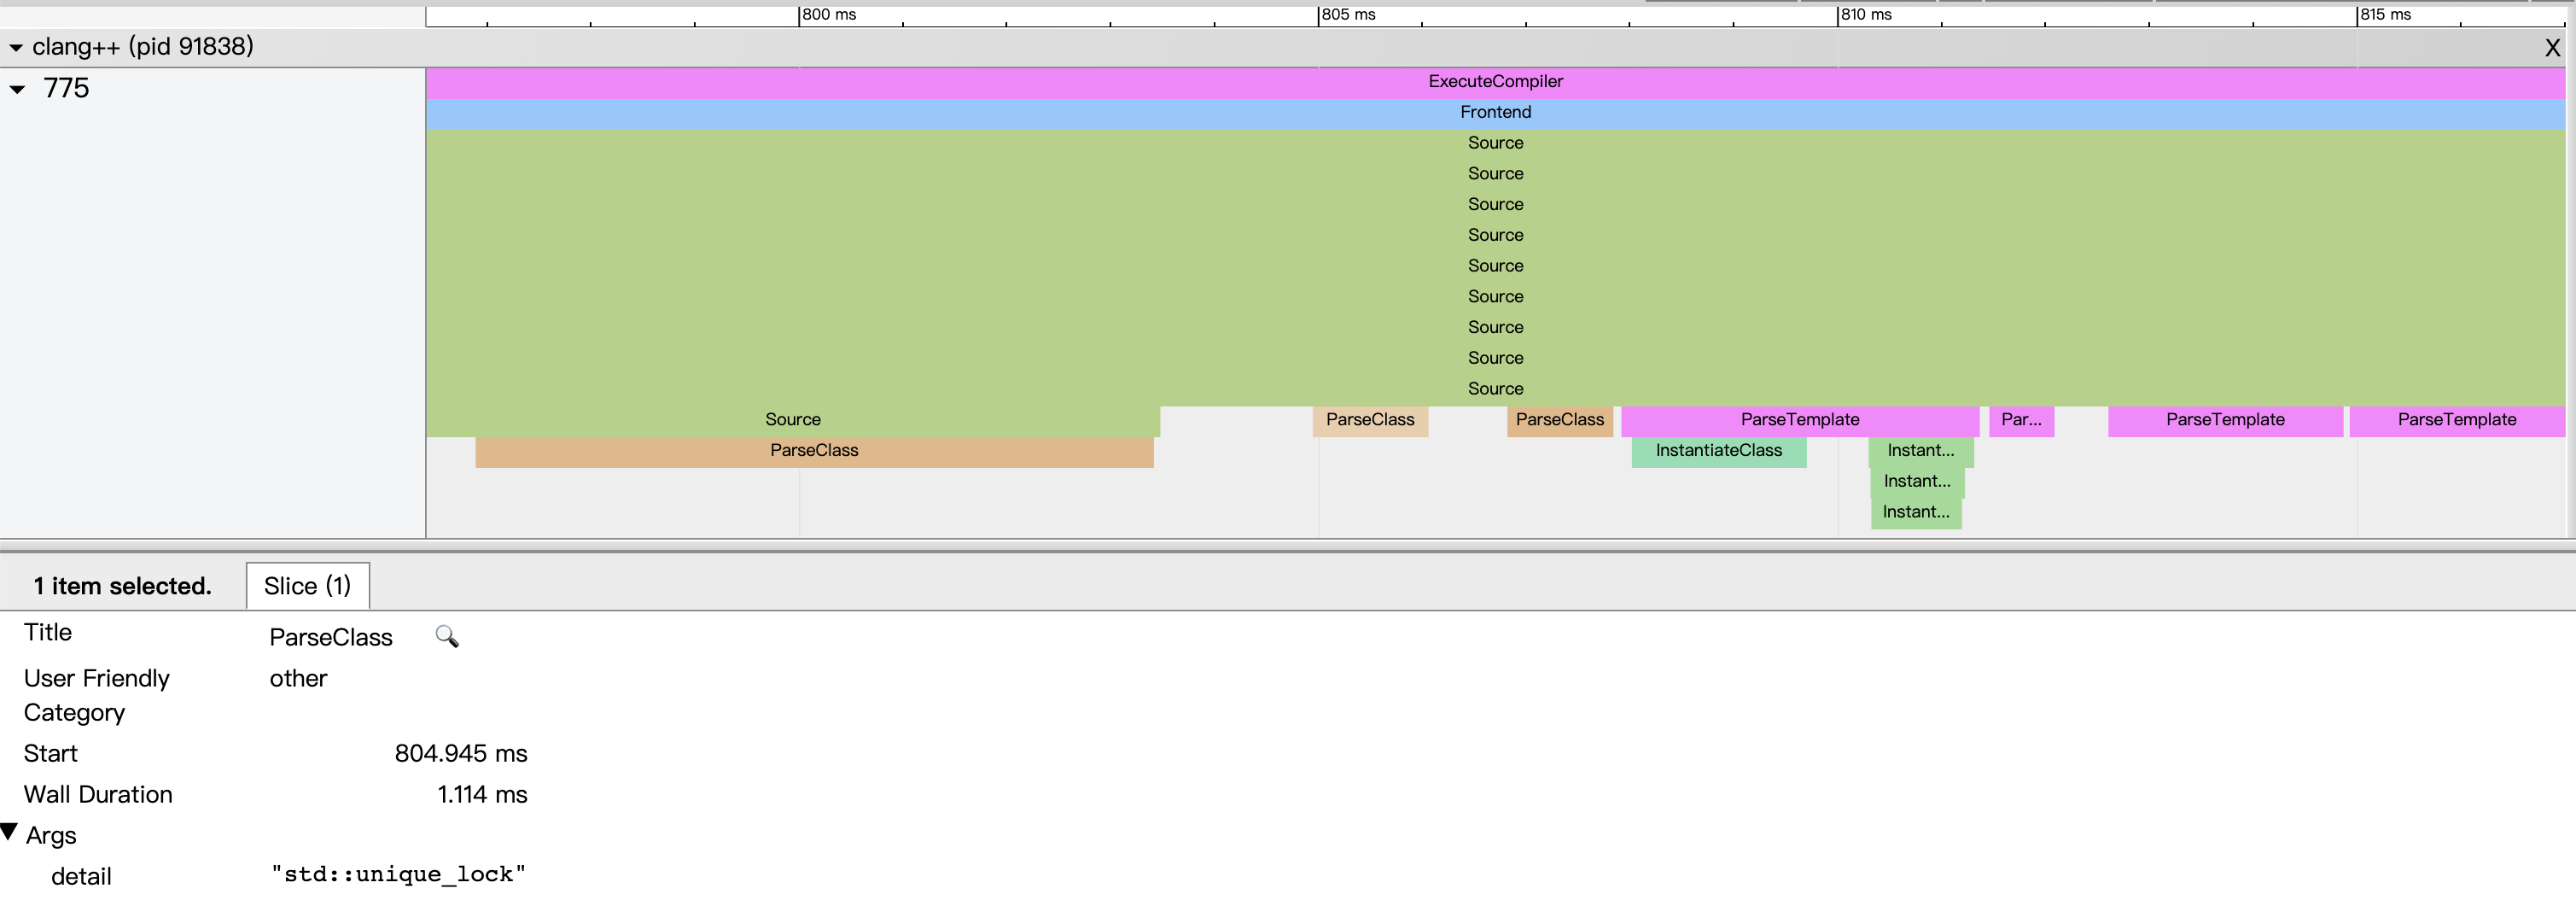 800 ms 805 ms 810 ms 815 ms
clang++ (pid 91838) X
775
ExecuteCompiler
Frontend
Source
Source
Source
Source
Source
Source
Source
Source
Source
Source ParseClass ParseClass ParseTemplate Par... ParseTemplate ParseTemplate
ParseClass InstantiateClass Instant...
Instant...
Instant...
1 item selected. Slice (1)
Title ParseClass
User Friendly Category other
Start 804.945 ms
Wall Duration 1.114 ms
Args
detail "std::unique_lock"